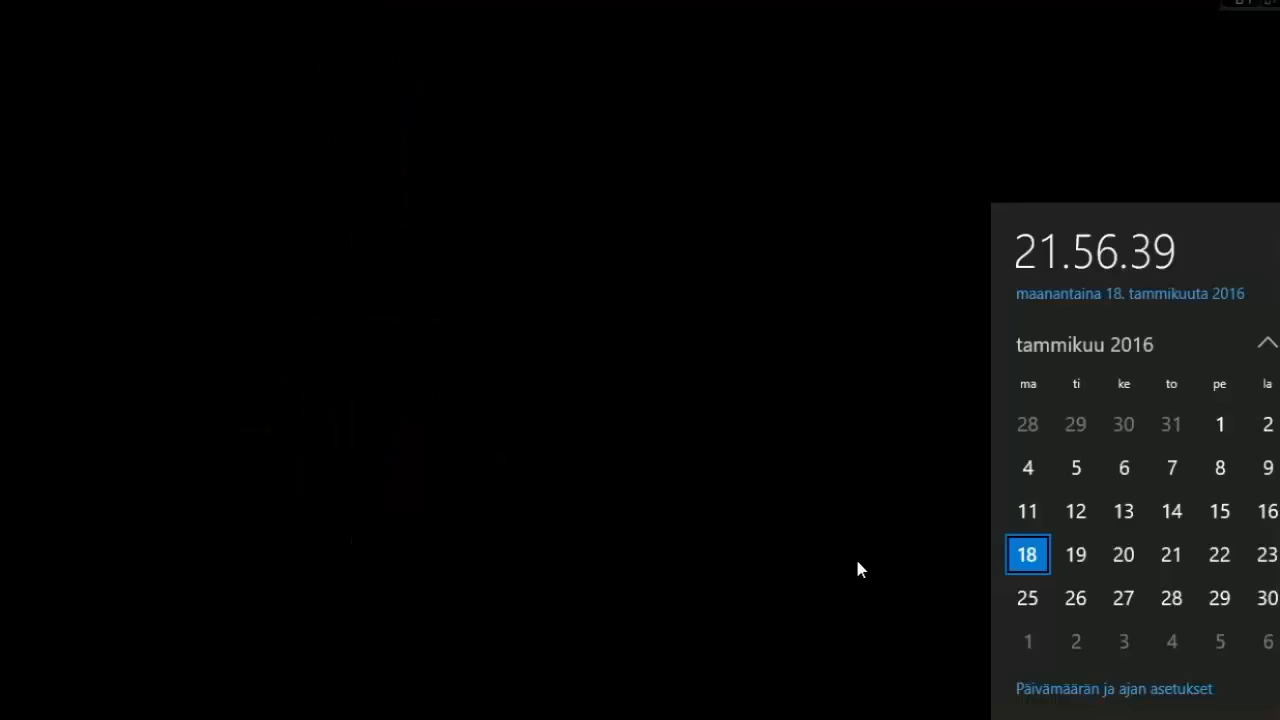 21.56.39
maanantaina 18. tammikuuta 2016
tammikuu 2016
ma ti ke to pe la
28 29 30 31 1 2
4 5 6 7 8 9
11 12 13 14 15 16
18 19 20 21 22 23
25 26 27 28 29 30
1 2 3 4 5 6
Päivämäärän ja ajan asetukset